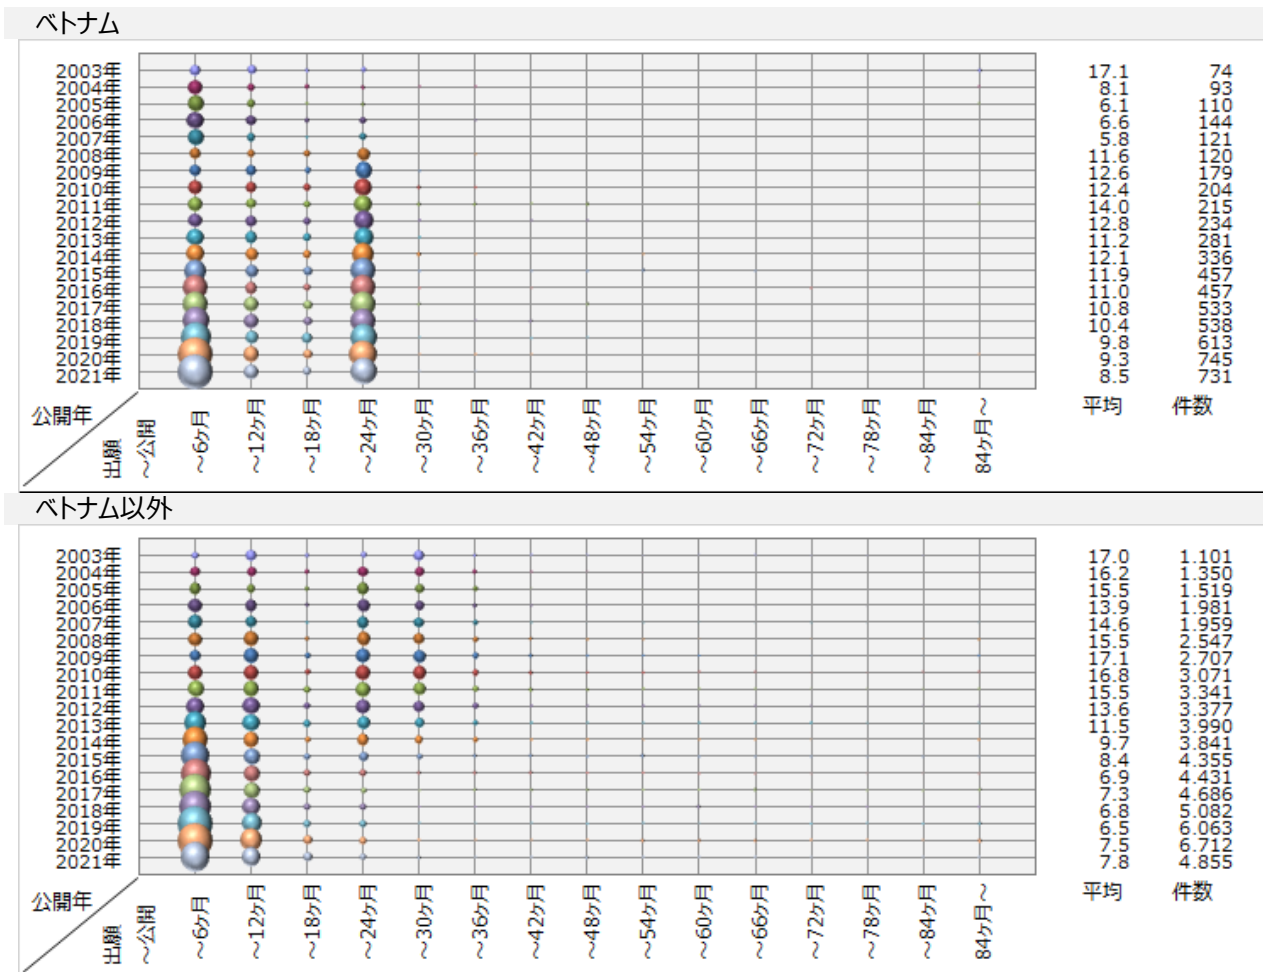 ベトナム
2003年 17.1 74
2004年 8.1 93
2005年 6.1 110
2006年 6.6 144
2007年 5.8 121
2008年 11.6 120
2009年 12.6 179
2010年 12.4 204
2011年 14.0 215
2012年 12.8 234
2013年 11.2 281
2014年 12.1 336
2015年 11.9 457
2016年 11.0 457
2017年 10.8 533
2018年 10.4 538
2019年 9.8 613
2020年 9.3 745
2021年 8.5 731
公開年 平均 件数
出願～公開 ～6ヶ月 ～12ヶ月 ～18ヶ月 ～24ヶ月 ～30ヶ月 ～36ヶ月 ～42ヶ月 ～48ヶ月 ～54ヶ月 ～60ヶ月 ～66ヶ月 ～72ヶ月 ～78ヶ月 ～84ヶ月 84ヶ月～
ベトナム以外
2003年 17.0 1.101
2004年 16.2 1.350
2005年 15.5 1.519
2006年 13.9 1.981
2007年 14.6 1.959
2008年 15.5 2.547
2009年 17.1 2.707
2010年 16.8 3.071
2011年 15.5 3.341
2012年 13.6 3.377
2013年 11.5 3.990
2014年 9.7 3.841
2015年 8.4 4.355
2016年 6.9 4.431
2017年 7.3 4.686
2018年 6.8 5.082
2019年 6.5 6.063
2020年 7.5 6.712
2021年 7.8 4.855
公開年 平均 件数
出願～公開 ～6ヶ月 ～12ヶ月 ～18ヶ月 ～24ヶ月 ～30ヶ月 ～36ヶ月 ～42ヶ月 ～48ヶ月 ～54ヶ月 ～60ヶ月 ～66ヶ月 ～72ヶ月 ～78ヶ月 ～84ヶ月 84ヶ月～